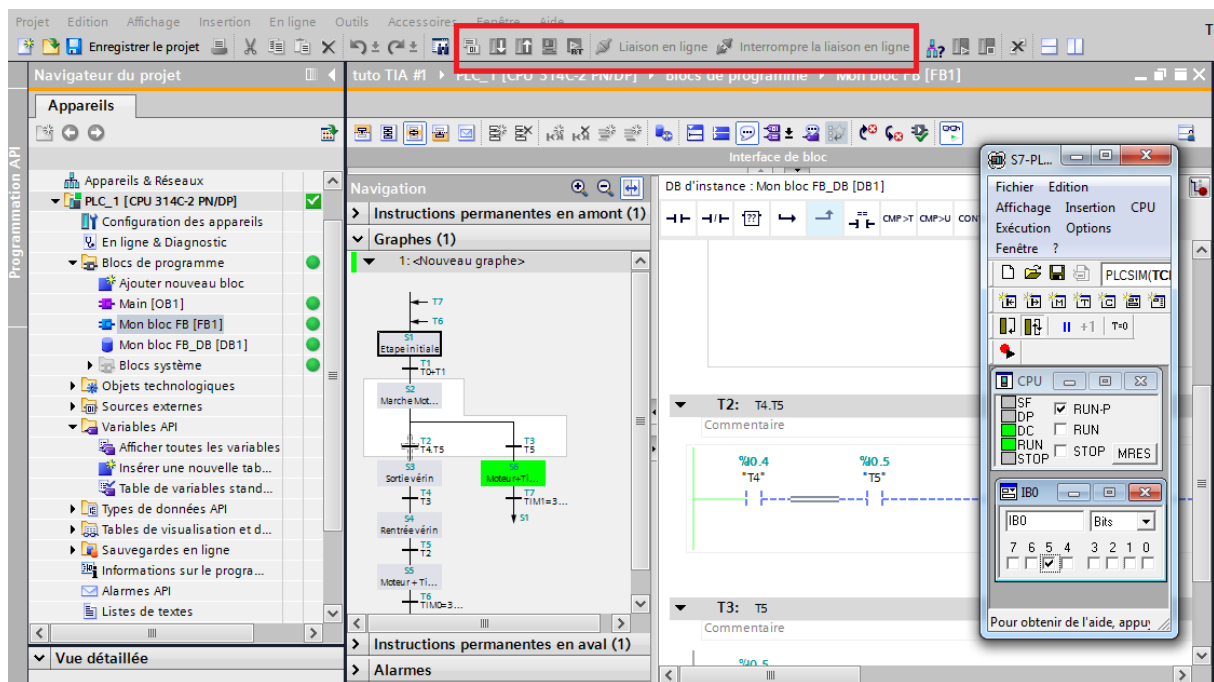 Projet Edition Affichage Insertion En ligne Outils Accessoires Fenêtre Aide
Enregistrer le projet
Liaison en ligne Interrompre la liaison en ligne
Navigateur du projet
tuto TIA #1 PLC_1 [CPU 314C-2 PN/DP] Blocs de programme Mon bloc FB [FB1]
Appareils
Programmation API
Appareils & Réseaux
PLC_1 [CPU 314C-2 PN/DP]
Configuration des appareils
En ligne & Diagnostic
Blocs de programme
Ajouter nouveau bloc
Main [OB1]
Mon bloc FB [FB1]
Mon bloc FB_DB [DB1]
Blocs système
Objets technologiques
Sources externes
Variables API
Afficher toutes les variables
Insérer une nouvelle tab...
Table de variables stand...
Types de données API
Tables de visualisation et d...
Sauvegardes en ligne
Informations sur le progra...
Alarmes API
Listes de textes
Vue détaillée
Interface de bloc
Navigation
Instructions permanentes en amont (1)
Graphes (1)
1: <Nouveau graphe>
T7
T6
S1
Etape initiale
T1
T0+T1
S2
Marche Mot...
T2
T4.T5
T3
T5
S3
Sortie vérin
S6
Moteur+Ti...
T4
T3
T7
TIM1=3...
S4
Rentrée vérin
S1
T5
T2
S5
Moteur + Ti...
T6
TIM0=3...
Instructions permanentes en aval (1)
Alarmes
DB d'instance : Mon bloc FB_DB [DB1]
CMP>T CMP>U CON
T2: T4.T5
Commentaire
%I0.4
"T4"
%I0.5
"T5"
T3: T5
Commentaire
%I0.5
S7-PL...
Fichier Edition
Affichage Insertion CPU
Exécution Options
Fenêtre ?
PLCSIM(TC
+1 T=0
CPU
SF
DP
DC
RUN
STOP
RUN-P
RUN
STOP
MRES
IB0
IB0 Bits
7 6 5 4 3 2 1 0
Pour obtenir de l'aide, appuy